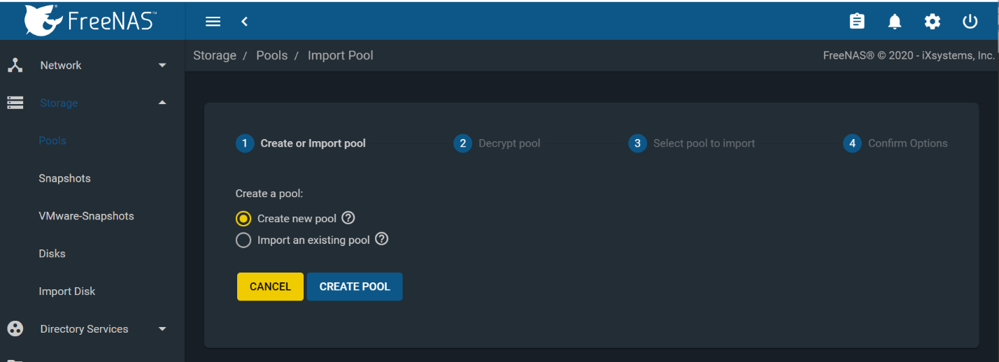 FreeNAS™
Storage / Pools / Import Pool
FreeNAS® © 2020 - iXsystems, Inc.
Network
Storage
Pools
Snapshots
VMware-Snapshots
Disks
Import Disk
Directory Services
1 Create or Import pool
2 Decrypt pool
3 Select pool to import
4 Confirm Options
Create a pool:
Create new pool ?
Import an existing pool ?
CANCEL CREATE POOL